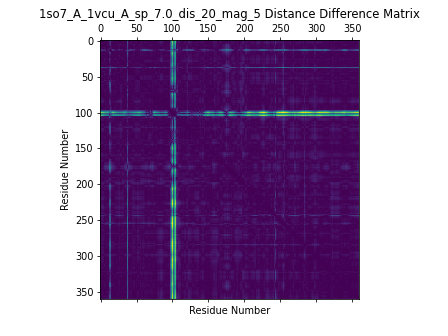 1so7_A_1vcu_A_sp_7.0_dis_20_mag_5 Distance Difference Matrix
0 50 100 150 200 250 300 350
0
50
100
150
200
250
300
350
Residue Number
Residue Number